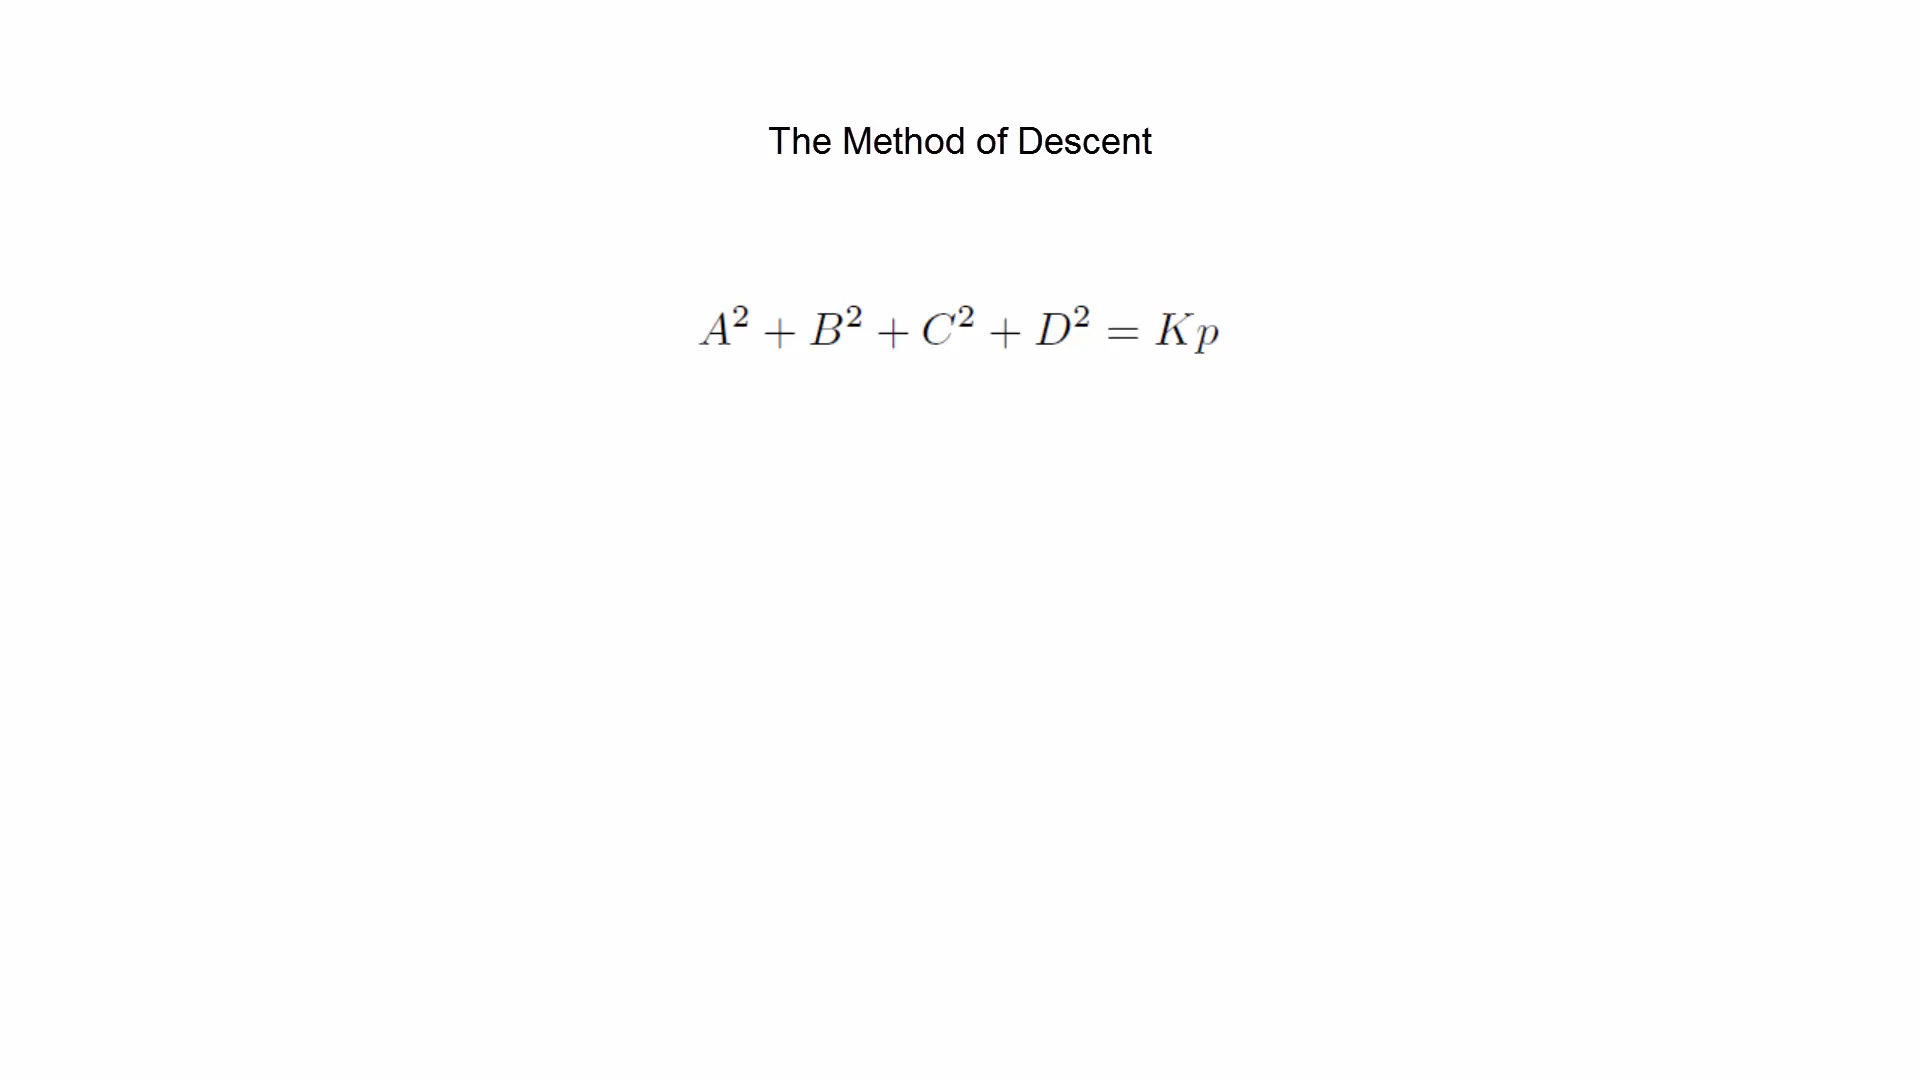 The Method of Descent
A² + B² + C² + D² = Kp